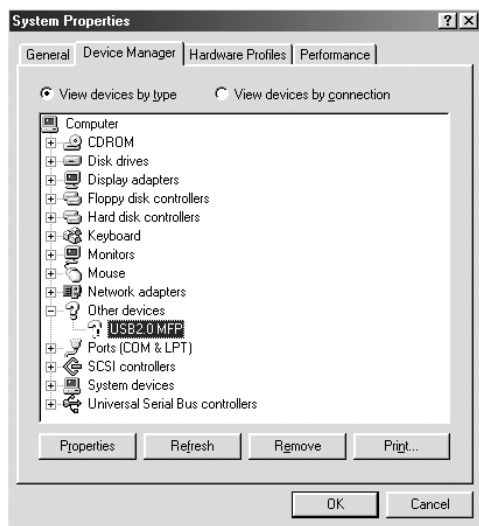 System Properties
General Device Manager Hardware Profiles Performance
View devices by type View devices by connection
Computer
CDROM
Disk drives
Display adapters
Floppy disk controllers
Hard disk controllers
Keyboard
Monitors
Mouse
Network adapters
Other devices
USB2.0 MFP
Ports (COM & LPT)
SCSI controllers
System devices
Universal Serial Bus controllers
Properties Refresh Remove Print...
OK Cancel